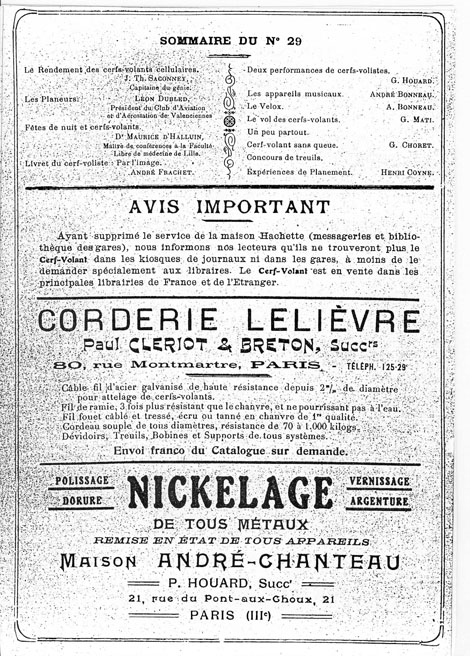 SOMMAIRE DU N° 29
Le Rendement des cerfs-volants cellulaires.
J. Th. SACONNEY,
Capitaine du génie.
Les Planeurs. LÉON DUBLED,
Président du Club d'Aviation
et d'Aérostation de Valenciennes
Fêtes de nuit et cerfs-volants.
Dr MAURICE D'HALLUIN,
Maître de conférences à la Faculté
Libre de médecine de Lille.
Livret du cerf-voliste : Par l'image.
ANDRÉ FRACHET.
Deux performances de cerfs-volistes.
G. HOUARD.
Les appareils musicaux. ANDRÉ BONNEAU.
Le Velox. A. BONNEAU.
Le vol des cerfs-volants. G. MATI.
Un peu partout.
Cerf-volant sans queue. G. CHORET.
Concours de treuils.
Expériences de Planement. HENRI COYNE.
AVIS IMPORTANT
Ayant supprimé le service de la maison Hachette (messageries et biblio-
thèque des gares), nous informons nos lecteurs qu'ils ne trouveront plus le
Cerf-Volant dans les kiosques de journaux ni dans les gares, à moins de le
demander spécialement aux libraires. Le Cerf-Volant est en vente dans les
principales librairies de France et de l'Etranger.
CORDERIE LELIÈVRE
Paul CLERIOT & BRETON, Succrs
80, rue Montmartre, PARIS - TÉLÉPH. 125-29
Câble fil d'acier galvanisé de haute résistance depuis 2m/m de diamètre
pour attelage de cerfs-volants.
Fil de ramie, 3 fois plus résistant que le chanvre, et ne pourrissant pas à l'eau.
Fil fouet câblé et tressé, écru ou tanné en chanvre de 1re qualité.
Cordeau souple de tous diamètres, résistance de 70 à 1,000 kilogs.
Dévidoirs, Treuils, Bobines et Supports de tous systèmes.
Envoi franco du Catalogue sur demande.
POLISSAGE
DORURE
NICKELAGE
VERNISSAGE
ARGENTURE
DE TOUS MÉTAUX
REMISE EN ÉTAT DE TOUS APPAREILS
MAISON ANDRÉ-CHANTEAU
P. HOUARD, Succr
21, rue du Pont-aux-Choux, 21
PARIS (IIIe)